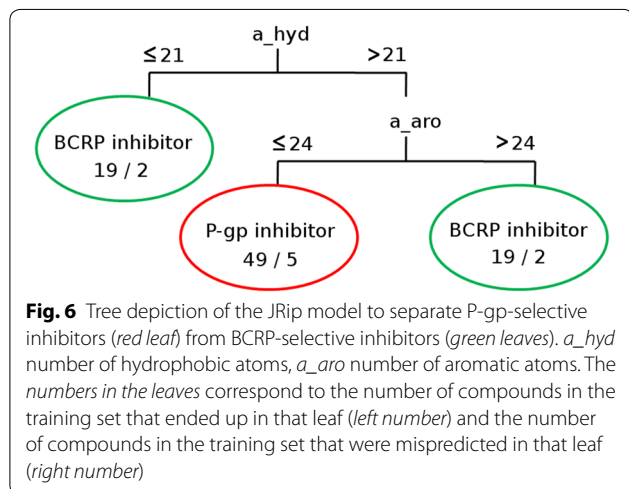 a_hyd
≤21 >21
BCRP inhibitor
19 / 2
a_aro
≤24 >24
P-gp inhibitor
49 / 5
BCRP inhibitor
19 / 2
Fig. 6 Tree depiction of the JRip model to separate P-gp-selective
inhibitors (red leaf) from BCRP-selective inhibitors (green leaves). a_hyd
number of hydrophobic atoms, a_aro number of aromatic atoms. The
numbers in the leaves correspond to the number of compounds in the
training set that ended up in that leaf (left number) and the number
of compounds in the training set that were mispredicted in that leaf
(right number)